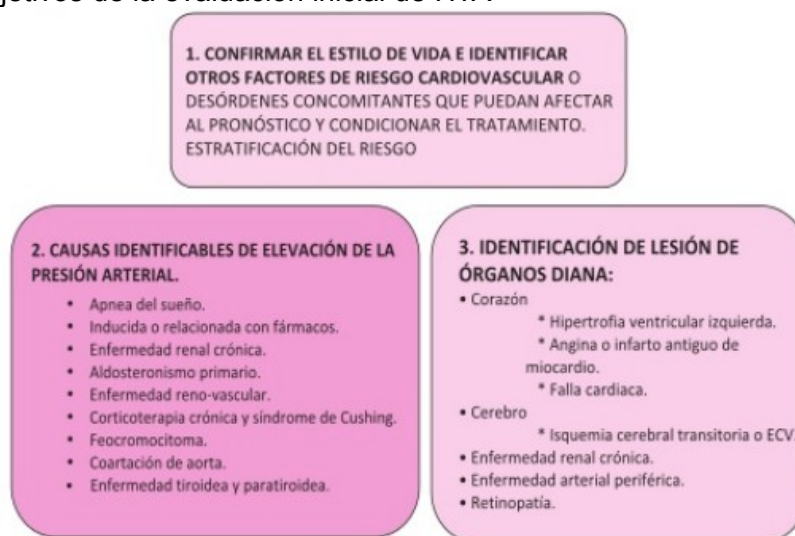 1. CONFIRMAR EL ESTILO DE VIDA E IDENTIFICAR
OTROS FACTORES DE RIESGO CARDIOVASCULAR O
DESÓRDENES CONCOMITANTES QUE PUEDAN AFECTAR
AL PRONÓSTICO Y CONDICIONAR EL TRATAMIENTO.
ESTRATIFICACIÓN DEL RIESGO
2. CAUSAS IDENTIFICABLES DE ELEVACIÓN DE LA
PRESIÓN ARTERIAL.
• Apnea del sueño.
• Inducida o relacionada con fármacos.
• Enfermedad renal crónica.
• Aldosteronismo primario.
• Enfermedad reno-vascular.
• Corticoterapia crónica y síndrome de Cushing.
• Feocromocitoma.
• Coartación de aorta.
• Enfermedad tiroidea y paratiroidea.
3. IDENTIFICACIÓN DE LESIÓN DE
ÓRGANOS DIANA:
• Corazón
* Hipertrofia ventricular izquierda.
* Angina o infarto antiguo de
miocardio.
* Falla cardiaca.
• Cerebro
* Isquemia cerebral transitoria o ECV.
• Enfermedad renal crónica.
• Enfermedad arterial periférica.
• Retinopatía.